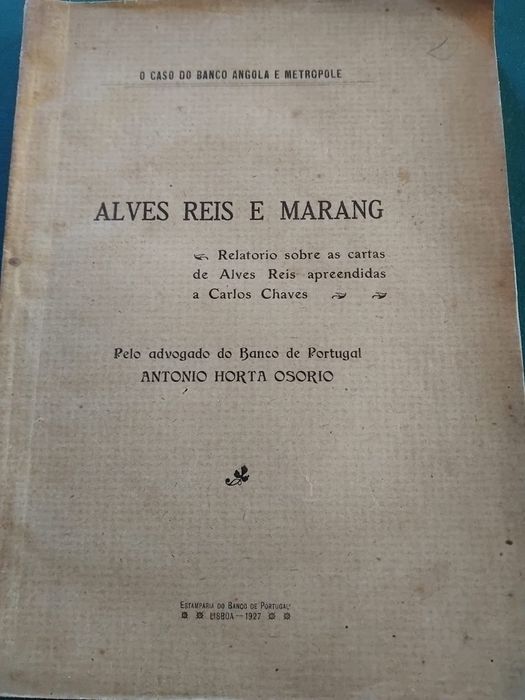 O CASO DO BANCO ANGOLA E METROPOLE
ALVES REIS E MARANG
Relatorio sobre as cartas
de Alves Reis apreendidas
a Carlos Chaves
Pelo advogado do Banco de Portugal
ANTONIO HORTA OSORIO
ESTAMPARIA DO BANCO DE PORTUGAL
LISBOA—1927